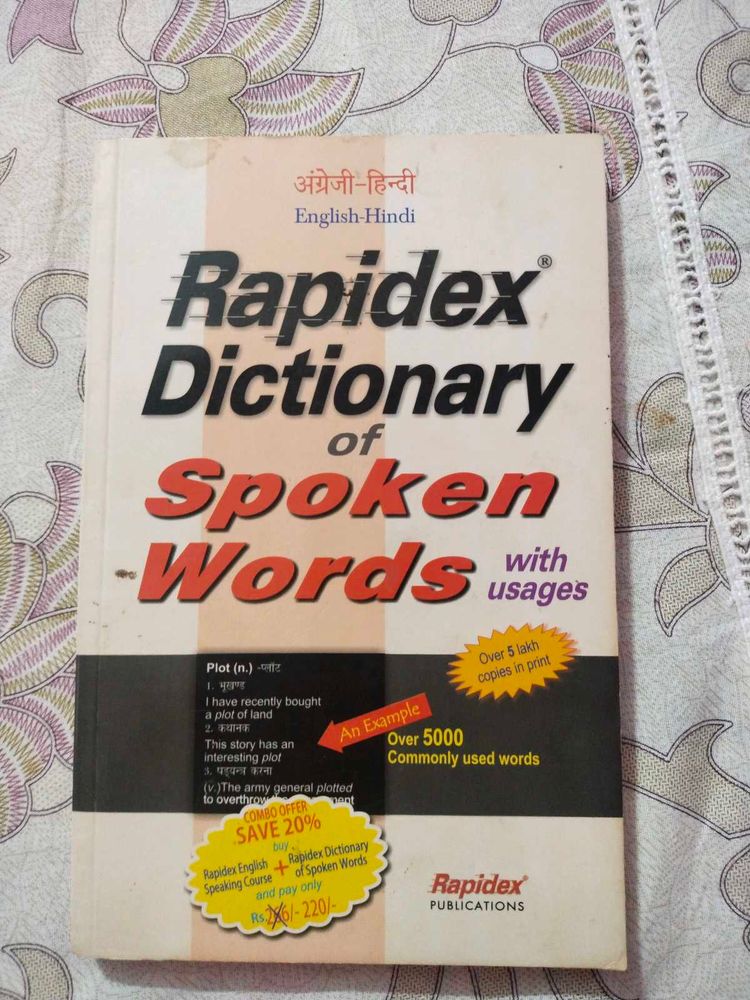 अंग्रेजी-हिन्दी
English-Hindi
Rapidex®
Dictionary
of
Spoken
Words
with
usages
Over 5 lakh
copies in print
Plot (n.) -प्लॉट
1. भूखण्ड
I have recently bought
a plot of land
2. कथानक
This story has an
interesting plot
3. षड्यन्त्र करना
(v.)The army general plotted
to overthrow
An Example
Over 5000
Commonly used words
COMBO OFFER
SAVE 20%
buy
Rapidex English
Speaking Course
+
Rapidex Dictionary
of Spoken Words
and pay only
Rs. /- 220/-
Rapidex®
PUBLICATIONS